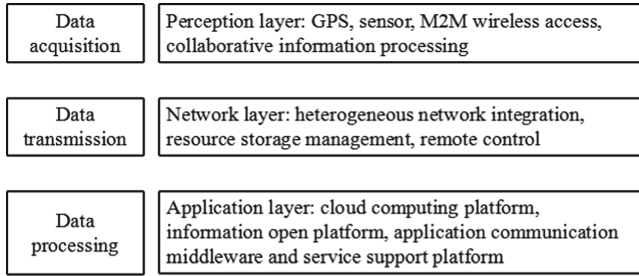 Data
acquisition
Perception layer: GPS, sensor, M2M wireless access,
collaborative information processing
Data
transmission
Network layer: heterogeneous network integration,
resource storage management, remote control
Data
processing
Application layer: cloud computing platform,
information open platform, application communication
middleware and service support platform